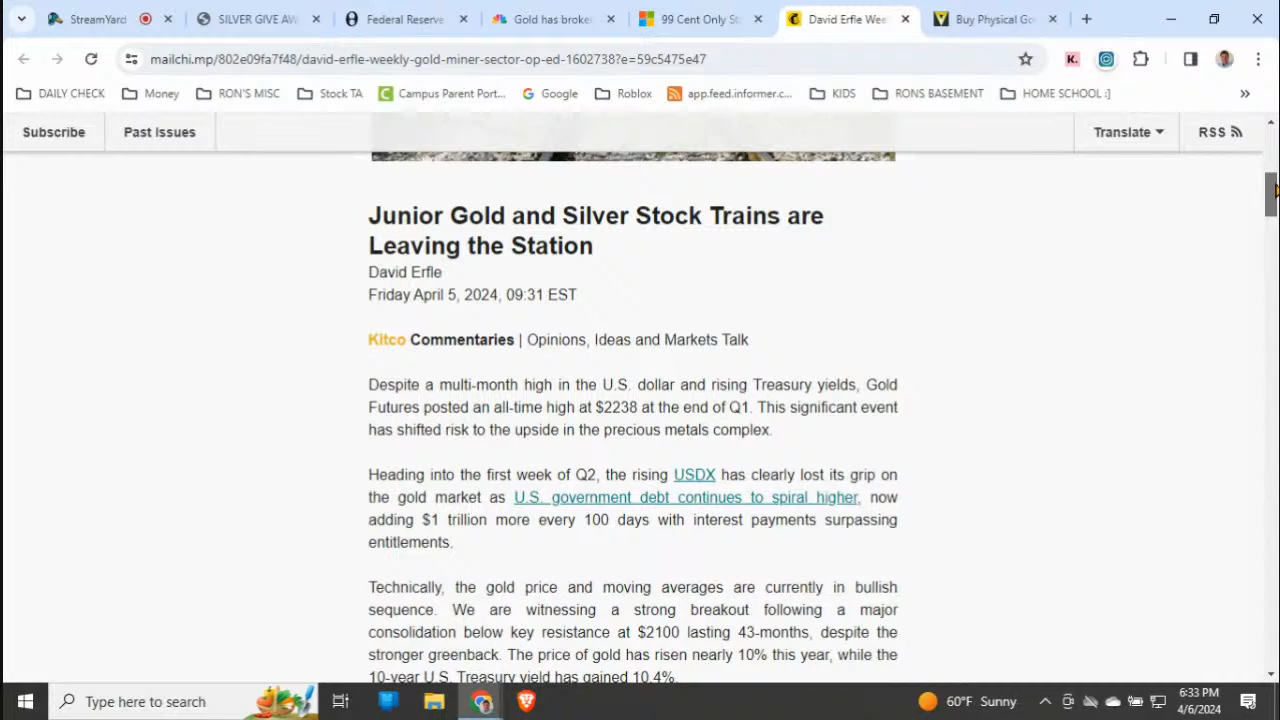 StreamYard
SILVER GIVE AW
Federal Reserve
Gold has broke
99 Cent Only St
David Erfle Wee
Buy Physical Go
mailchi.mp/802e09fa7f48/david-erfle-weekly-gold-miner-sector-op-ed-1602738?e=59c5475e47
K.
DAILY CHECK
Money
RON'S MISC
Stock TA
Campus Parent Port...
Google
Roblox
app.feed.informer.c...
KIDS
RONS BASEMENT
HOME SCHOOL :]
Subscribe
Past Issues
Translate
RSS
Junior Gold and Silver Stock Trains are
Leaving the Station
David Erfle
Friday April 5, 2024, 09:31 EST
Kitco Commentaries | Opinions, Ideas and Markets Talk
Despite a multi-month high in the U.S. dollar and rising Treasury yields, Gold
Futures posted an all-time high at $2238 at the end of Q1. This significant event
has shifted risk to the upside in the precious metals complex.
Heading into the first week of Q2, the rising USDX has clearly lost its grip on
the gold market as U.S. government debt continues to spiral higher, now
adding $1 trillion more every 100 days with interest payments surpassing
entitlements.
Technically, the gold price and moving averages are currently in bullish
sequence. We are witnessing a strong breakout following a major
consolidation below key resistance at $2100 lasting 43-months, despite the
stronger greenback. The price of gold has risen nearly 10% this year, while the
10-year U.S. Treasury yield has gained 10.4%.
Type here to search
60°F Sunny
6:33 PM
4/6/2024